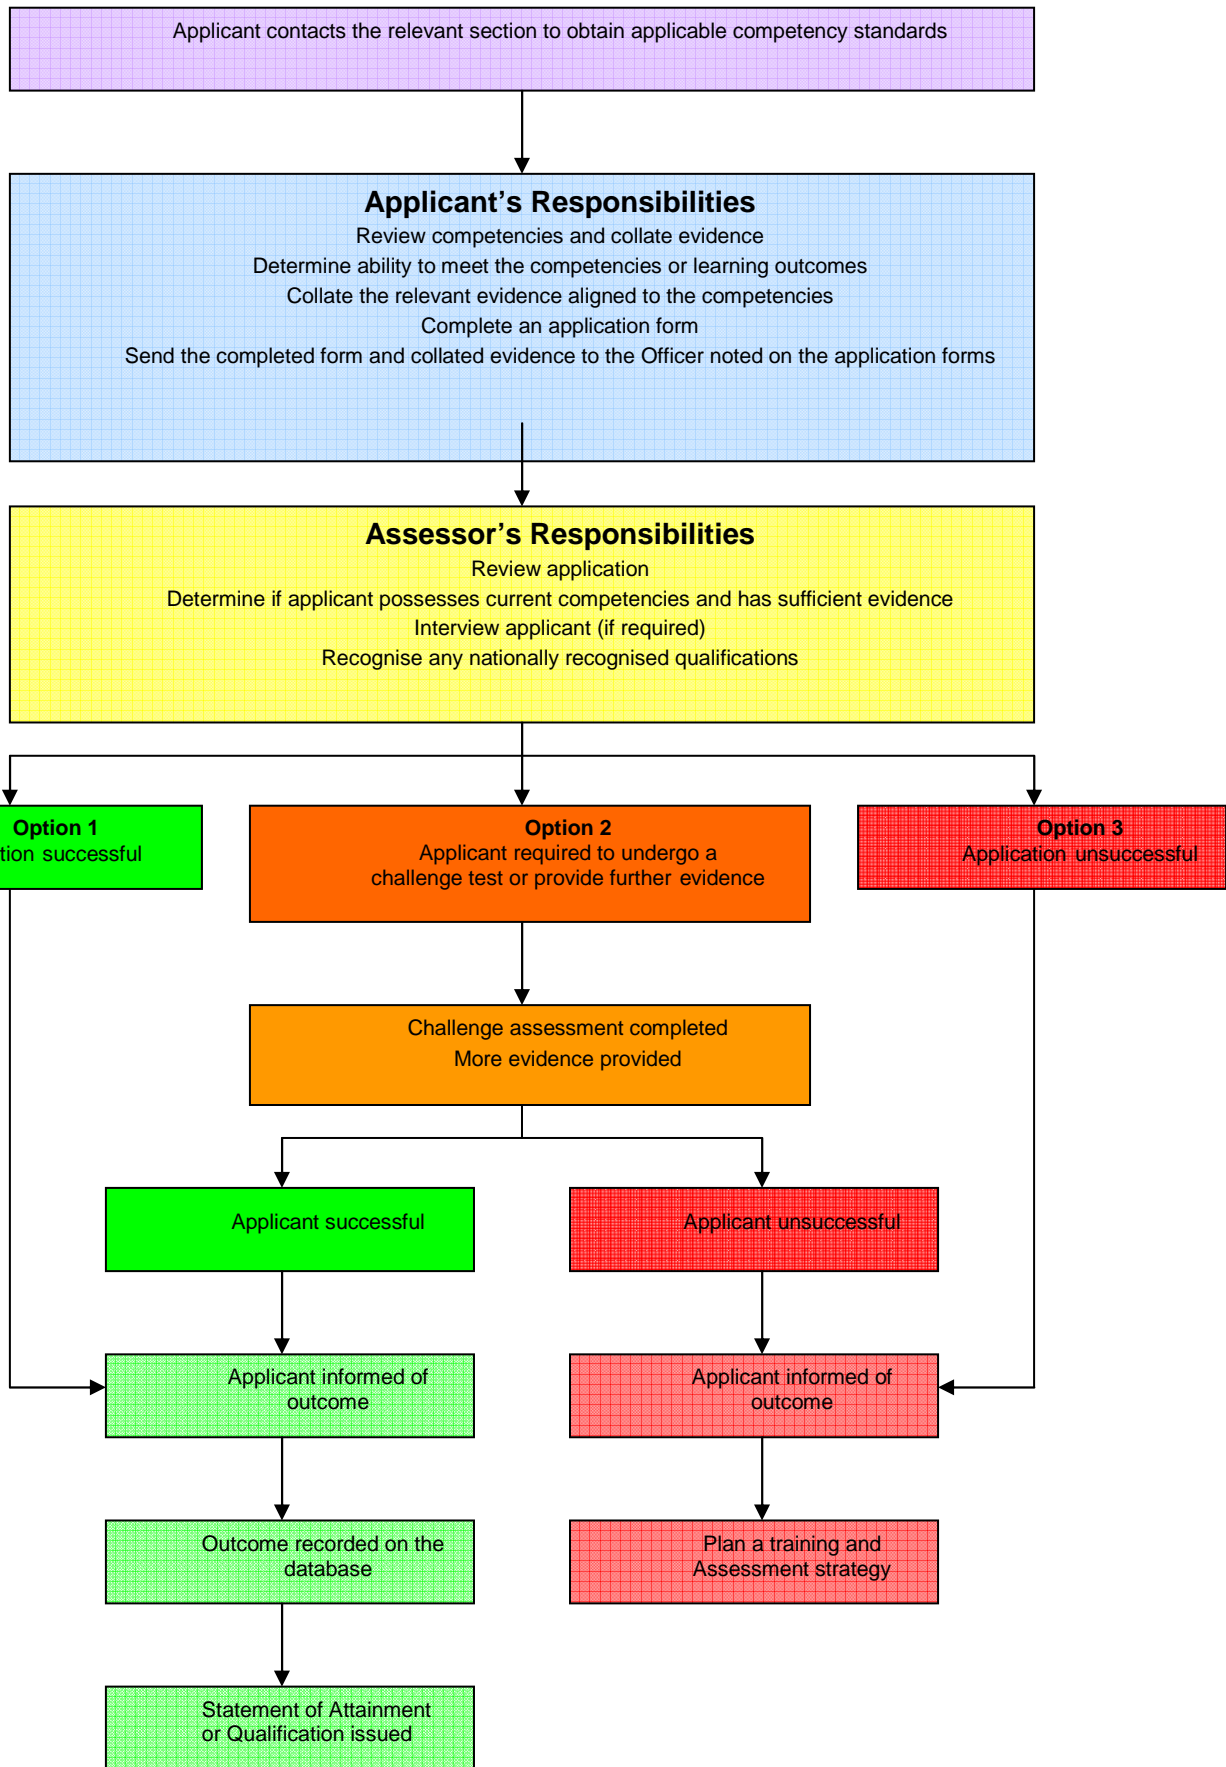 Applicant contacts the relevant section to obtain applicable competency standards
Applicant's Responsibilities
Review competencies and collate evidence
Determine ability to meet the competencies or learning outcomes
Collate the relevant evidence aligned to the competencies
Complete an application form
Send the completed form and collated evidence to the Officer noted on the application forms
Assessor's Responsibilities
Review application
Determine if applicant possesses current competencies and has sufficient evidence
Interview applicant (if required)
Recognise any nationally recognised qualifications
Option 1
successful
Option 2
Applicant required to undergo a
challenge test or provide further evidence
Option 3
Application unsuccessful
Challenge assessment completed
More evidence provided
Applicant successful
Applicant unsuccessful
Applicant informed of
outcome
Applicant informed of
outcome
Outcome recorded on the
database
Plan a training and
Assessment strategy
Statement of Attainment
or Qualification issued